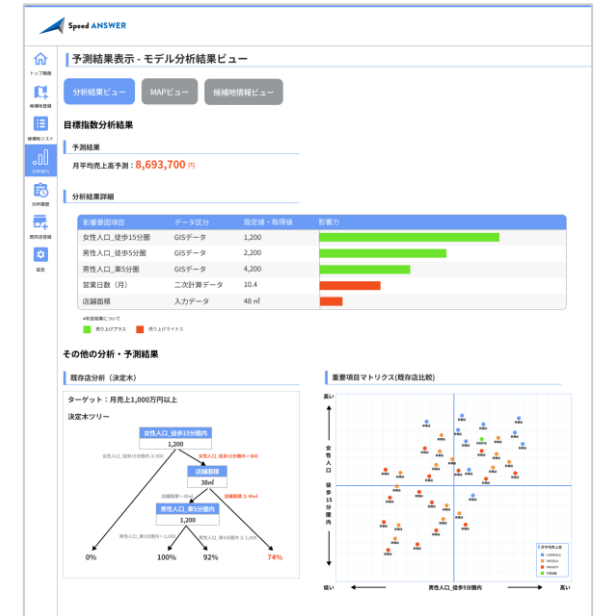 Speed ANSWER
トップ画面
候補地登録
候補地リスト
分析実行
分析履歴
既存店登録
設定
予測結果表示 - モデル分析結果ビュー
分析結果ビュー
MAPビュー
候補地情報ビュー
目標指数分析結果
予測結果
月平均売上高予測：8,693,700 円
分析結果詳細
影響要因項目 データ区分 設定値・取得値 影響力
女性人口_徒歩15分圏 GISデータ 1,200
男性人口_徒歩5分圏 GISデータ 2,200
男性人口_車5分圏 GISデータ 4,200
営業日数（月） 二次計算データ 10.4
店舗面積 入力データ 48 ㎡
売り上げプラス 売り上げマイナス
その他の分析・予測結果
既存店分析（決定木）
ターゲット：月売上1,000万円以上
決定木ツリー
女性人口_徒歩15分圏内
1,200
店舗面積
38㎡
男性人口_車5分圏内
1,200
0% 100% 92% 74%
重要項目マトリクス(既存店比較)
高い
女性人口 徒歩15分圏内
低い
男性人口_徒歩5分圏内
高い
月平均売上高